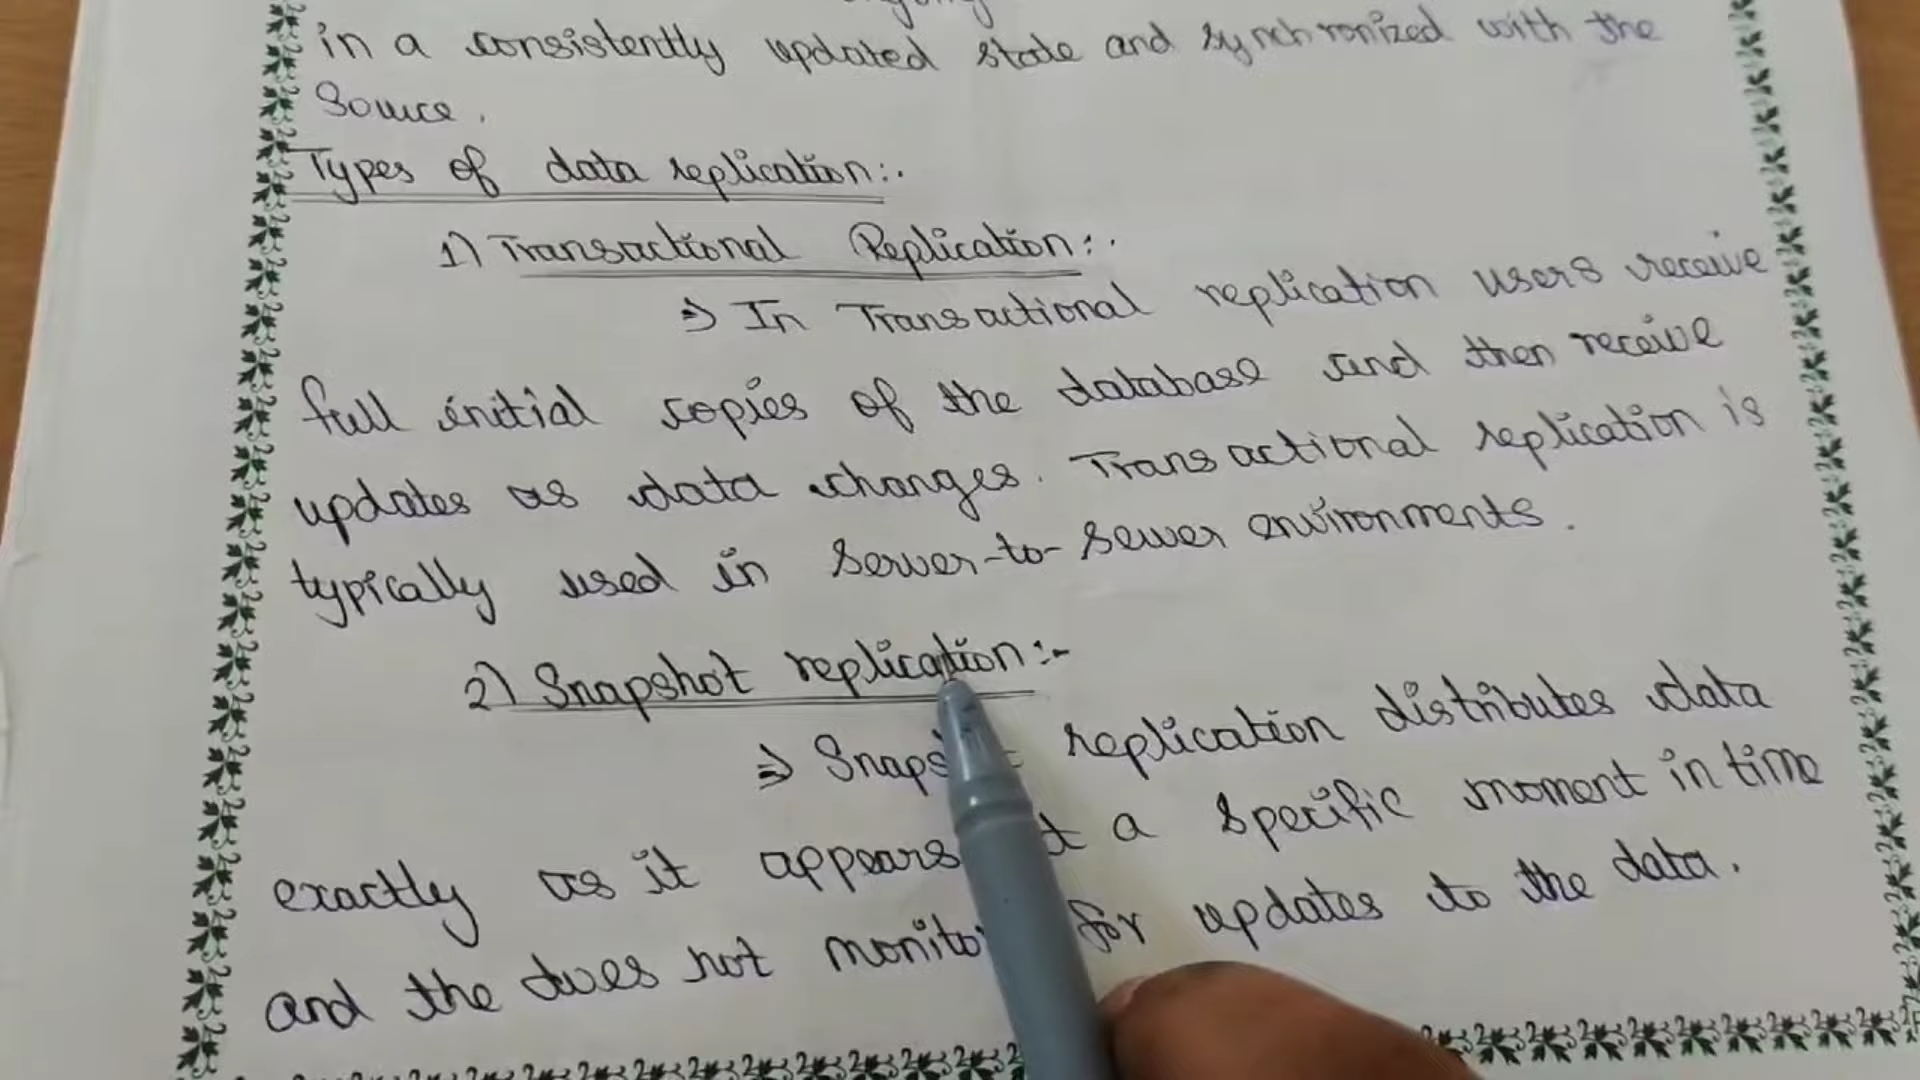 in a consistently updated state and synchronized with the
Source.
Types of data replication:.
1) Transactional Replication:.
⇒ In Transactional replication users receive
full initial copies of the database and then receive
updates as data changes. Transactional replication is
typically used in Server-to-Server environments.
2) Snapshot replication:-
⇒ replication distributes data
exactly as it appears a specific moment in time
and the does not for updates to the data.